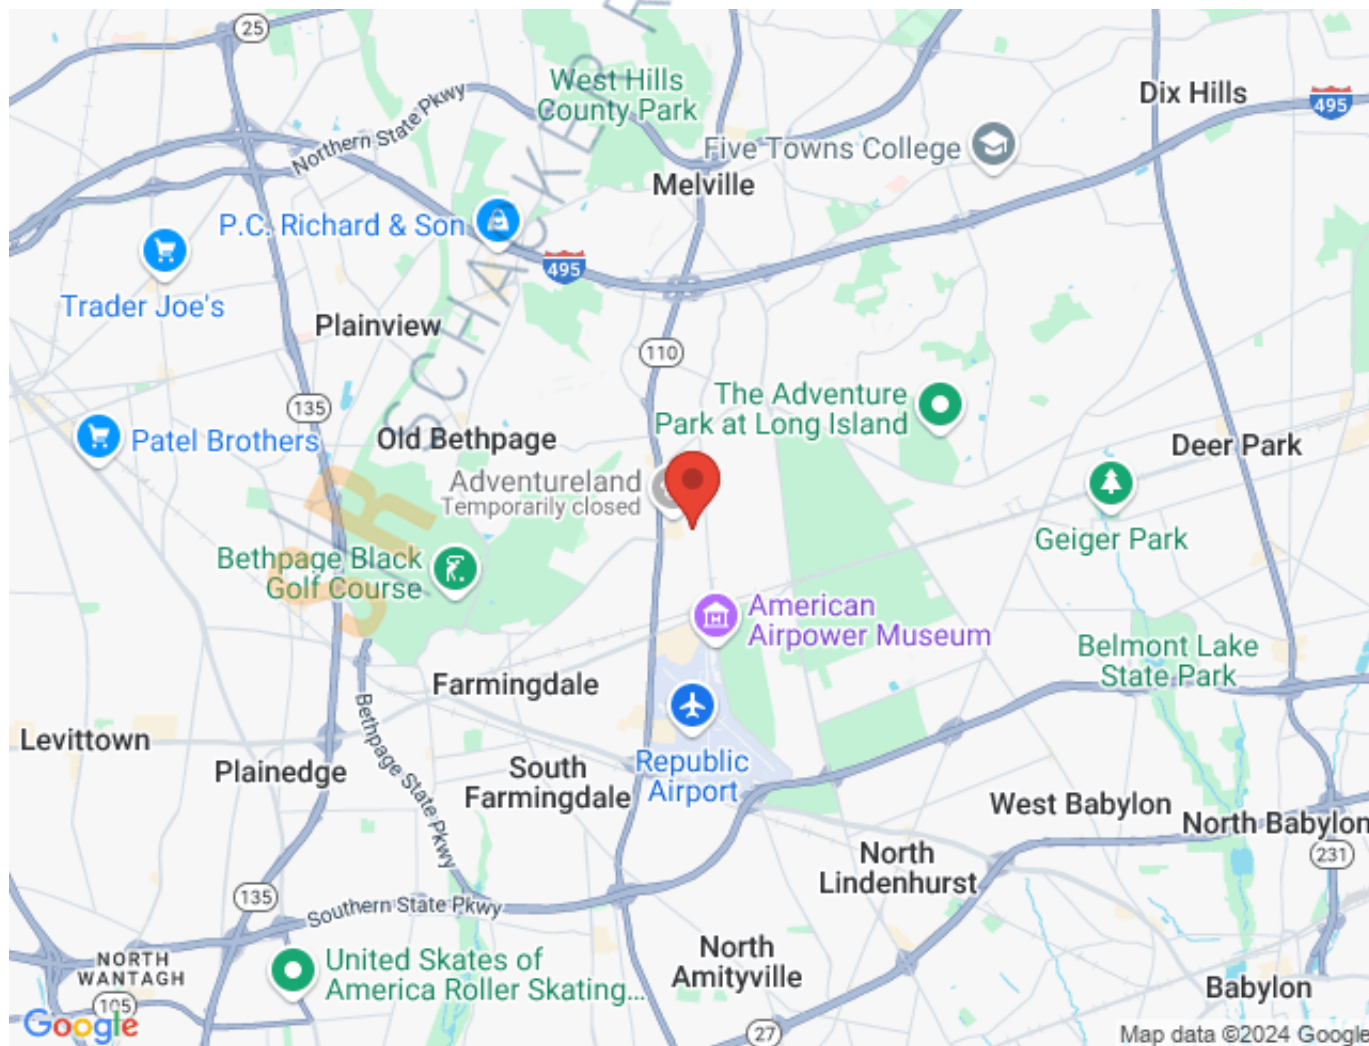 25
West Hills
County Park
Dix Hills
495
Northern State Pkwy
Five Towns College
Melville
P.C. Richard & Son
495
Trader Joe's
Plainview
110
The Adventure
Park at Long Island
135
Patel Brothers
Old Bethpage
Deer Park
Adventureland
Temporarily closed
SCHACKER R
SR
Geiger Park
Bethpage Black
Golf Course
American
Airpower Museum
Belmont Lake
State Park
Farmingdale
Bethpage State Pkwy
Levittown
Plainedge
South
Farmingdale
Republic
Airport
West Babylon
North Babylon
231
North
Lindenhurst
135
Southern State Pkwy
NORTH
WANTAGH
105
United Skates of
America Roller Skating...
North
Amityville
Babylon
27
Google
Map data ©2024 Google